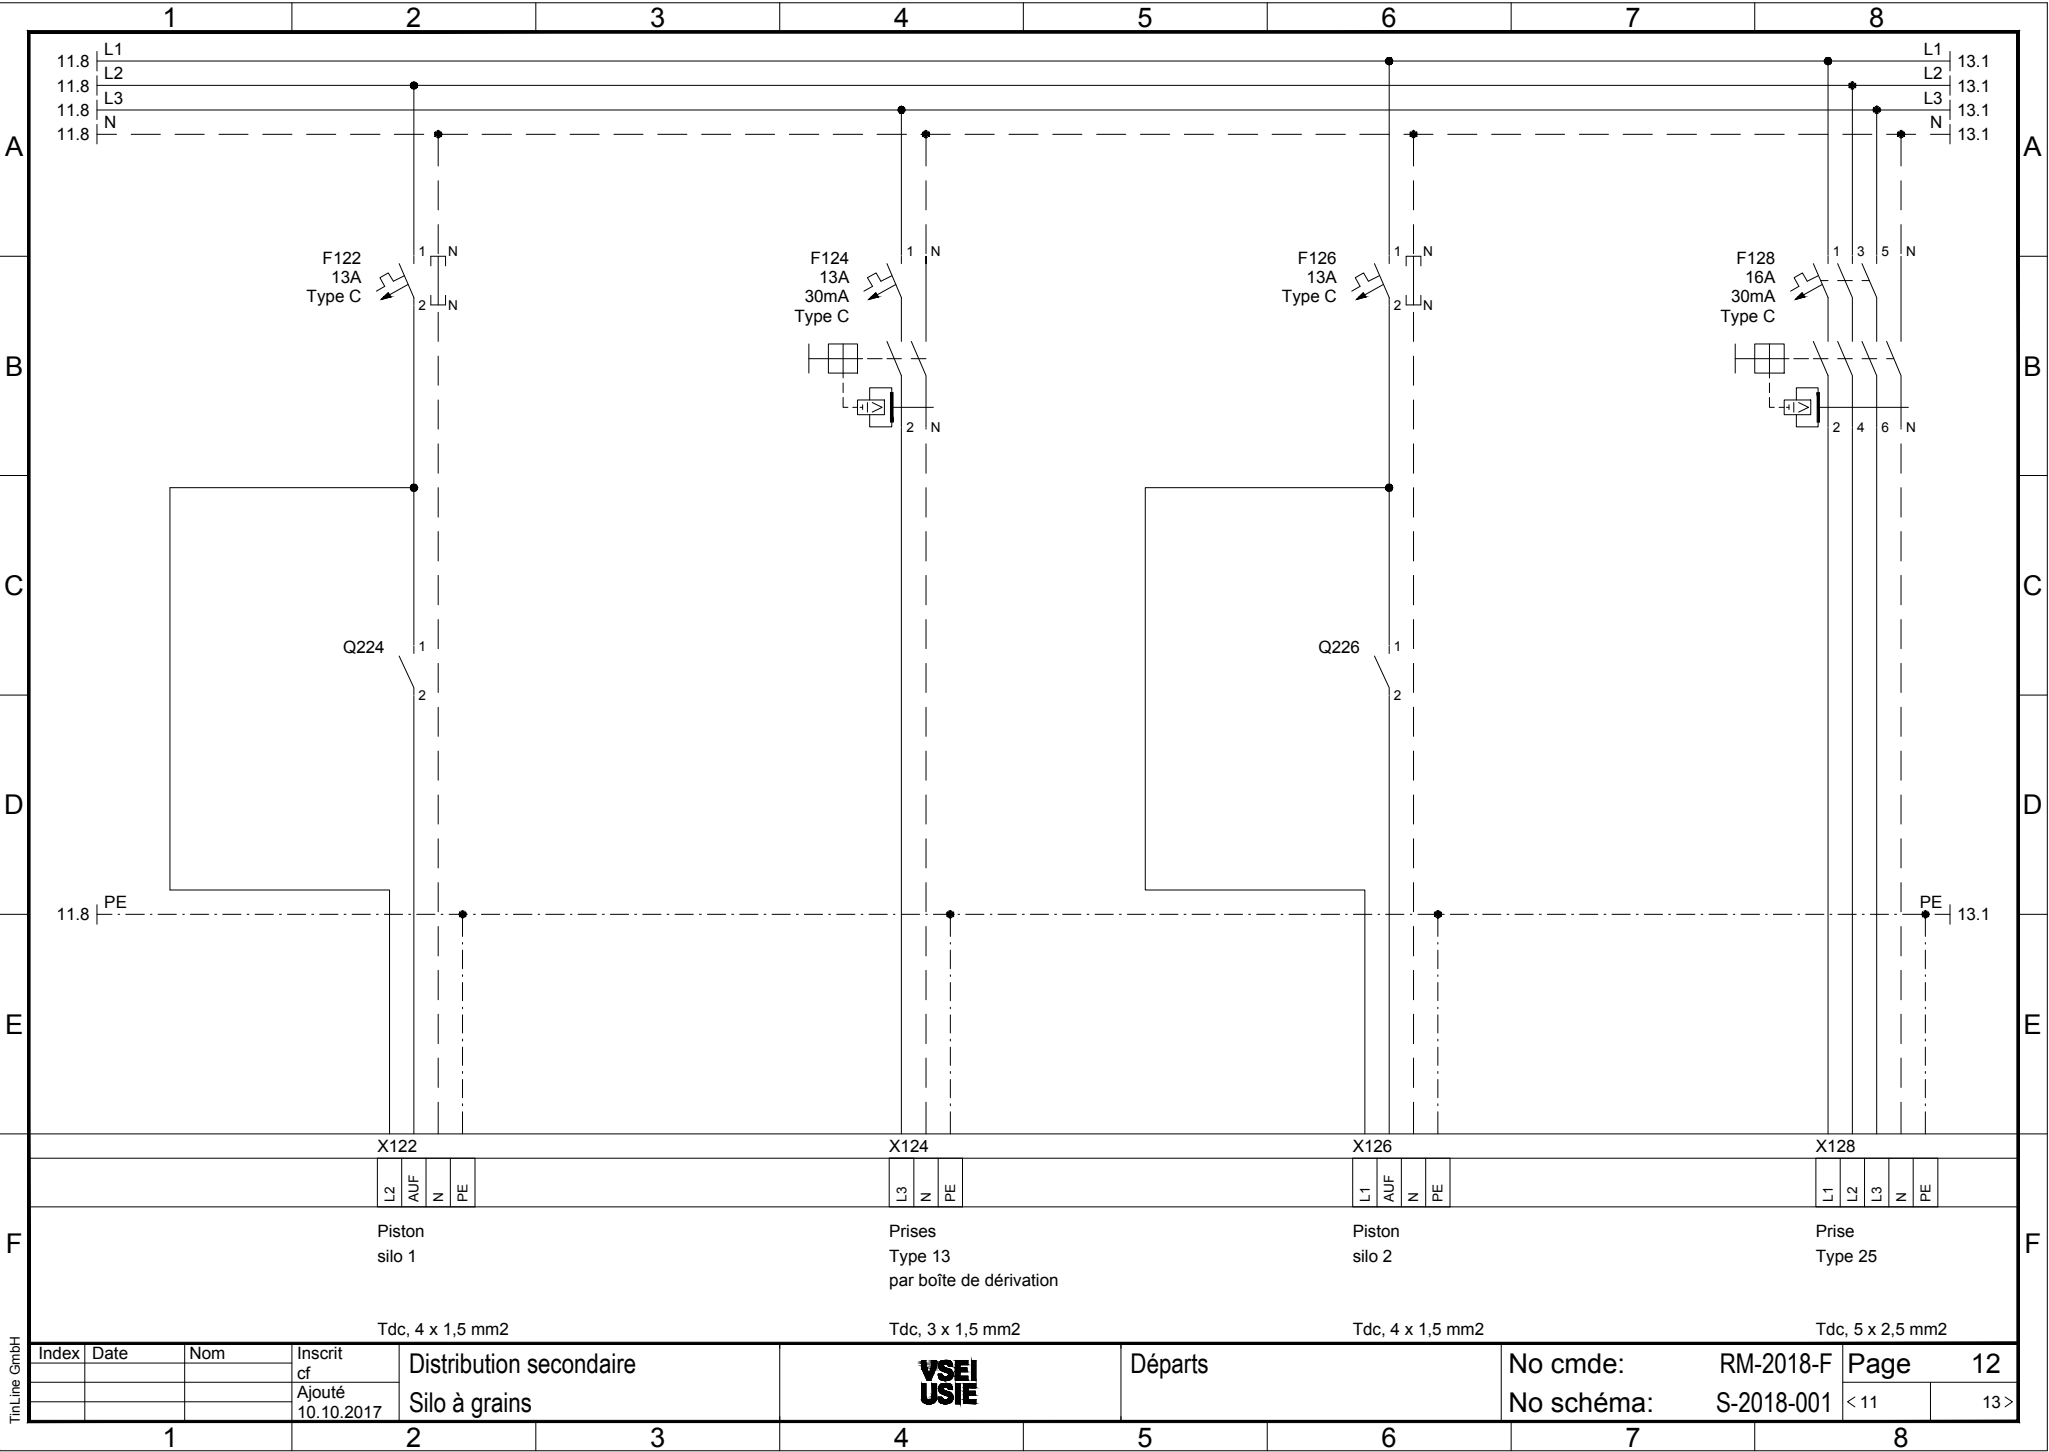 1 2 3 4 5 6 7 8
L1 L1
11.8 13.1
L2 L2
11.8 13.1
L3 L3
11.8 13.1
N N
11.8 13.1
A A
1 N 1 N 1 N 1 3 5 N
F122 F124 F126 F128
13A 13A 13A 16A
Type C 30mA Type C 30mA
2 N 2 N
Type C Type C
B B
2 N 2 4 6 N
C C
Q224 1 Q226 1
2 2
D D
PE PE
11.8 13.1
E E
X122 X124 X126 X128
L2 AUF N PE L3 N PE L1 AUF N PE L1 L2 L3 N PE
F F
Piston Prises Piston Prise
silo 1 Type 13 silo 2 Type 25
par boîte de dérivation
Tdc, 4 x 1,5 mm2 Tdc, 3 x 1,5 mm2 Tdc, 4 x 1,5 mm2 Tdc, 5 x 2,5 mm2
TinLine GmbH
Index Date Nom Inscrit
cf
Ajouté
10.10.2017
Distribution secondaire
Silo à grains
VSEI
USIE
Départs
No cmde: RM-2018-F Page 12
No schéma: S-2018-001 < 11 13 >
1 2 3 4 5 6 7 8